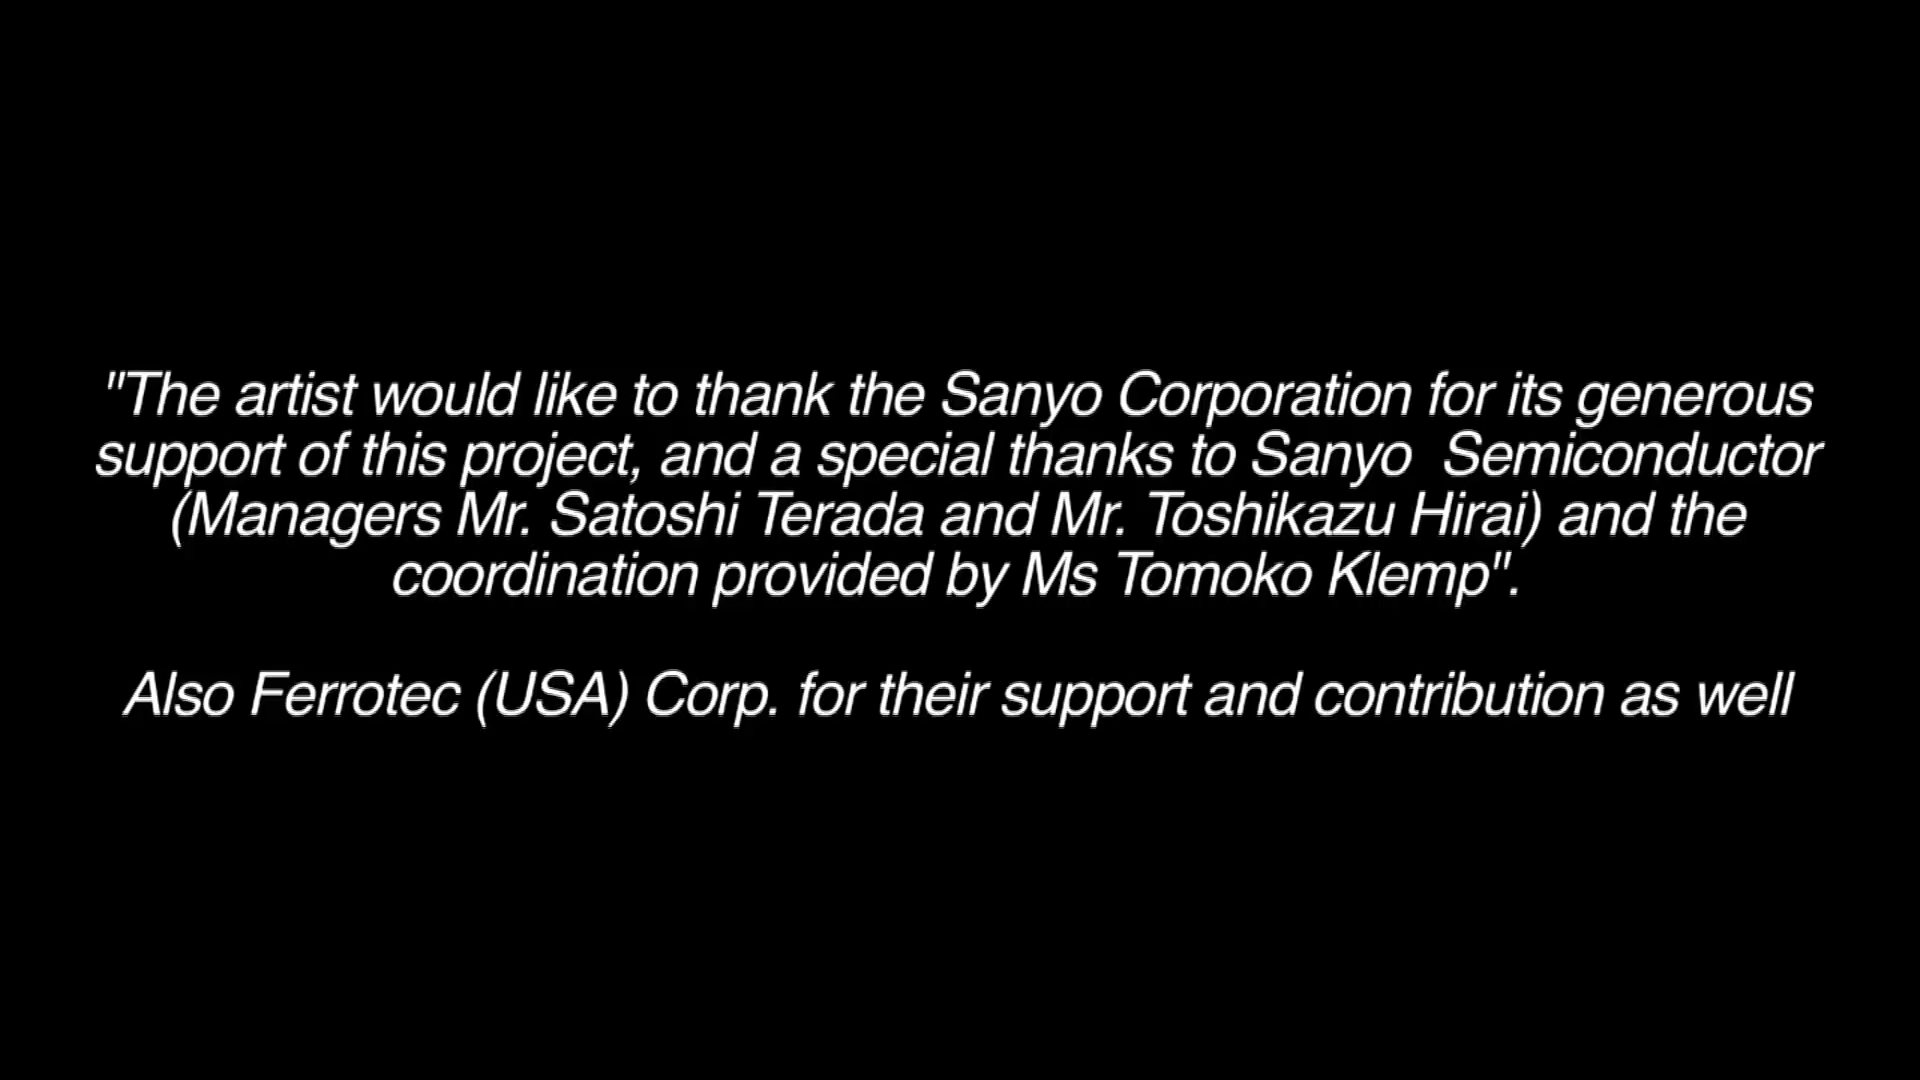 "The artist would like to thank the Sanyo Corporation for its generous
support of this project, and a special thanks to Sanyo  Semiconductor
(Managers Mr. Satoshi Terada and Mr. Toshikazu Hirai) and the
coordination provided by Ms Tomoko Klemp".
Also Ferrotec (USA) Corp. for their support and contribution as well